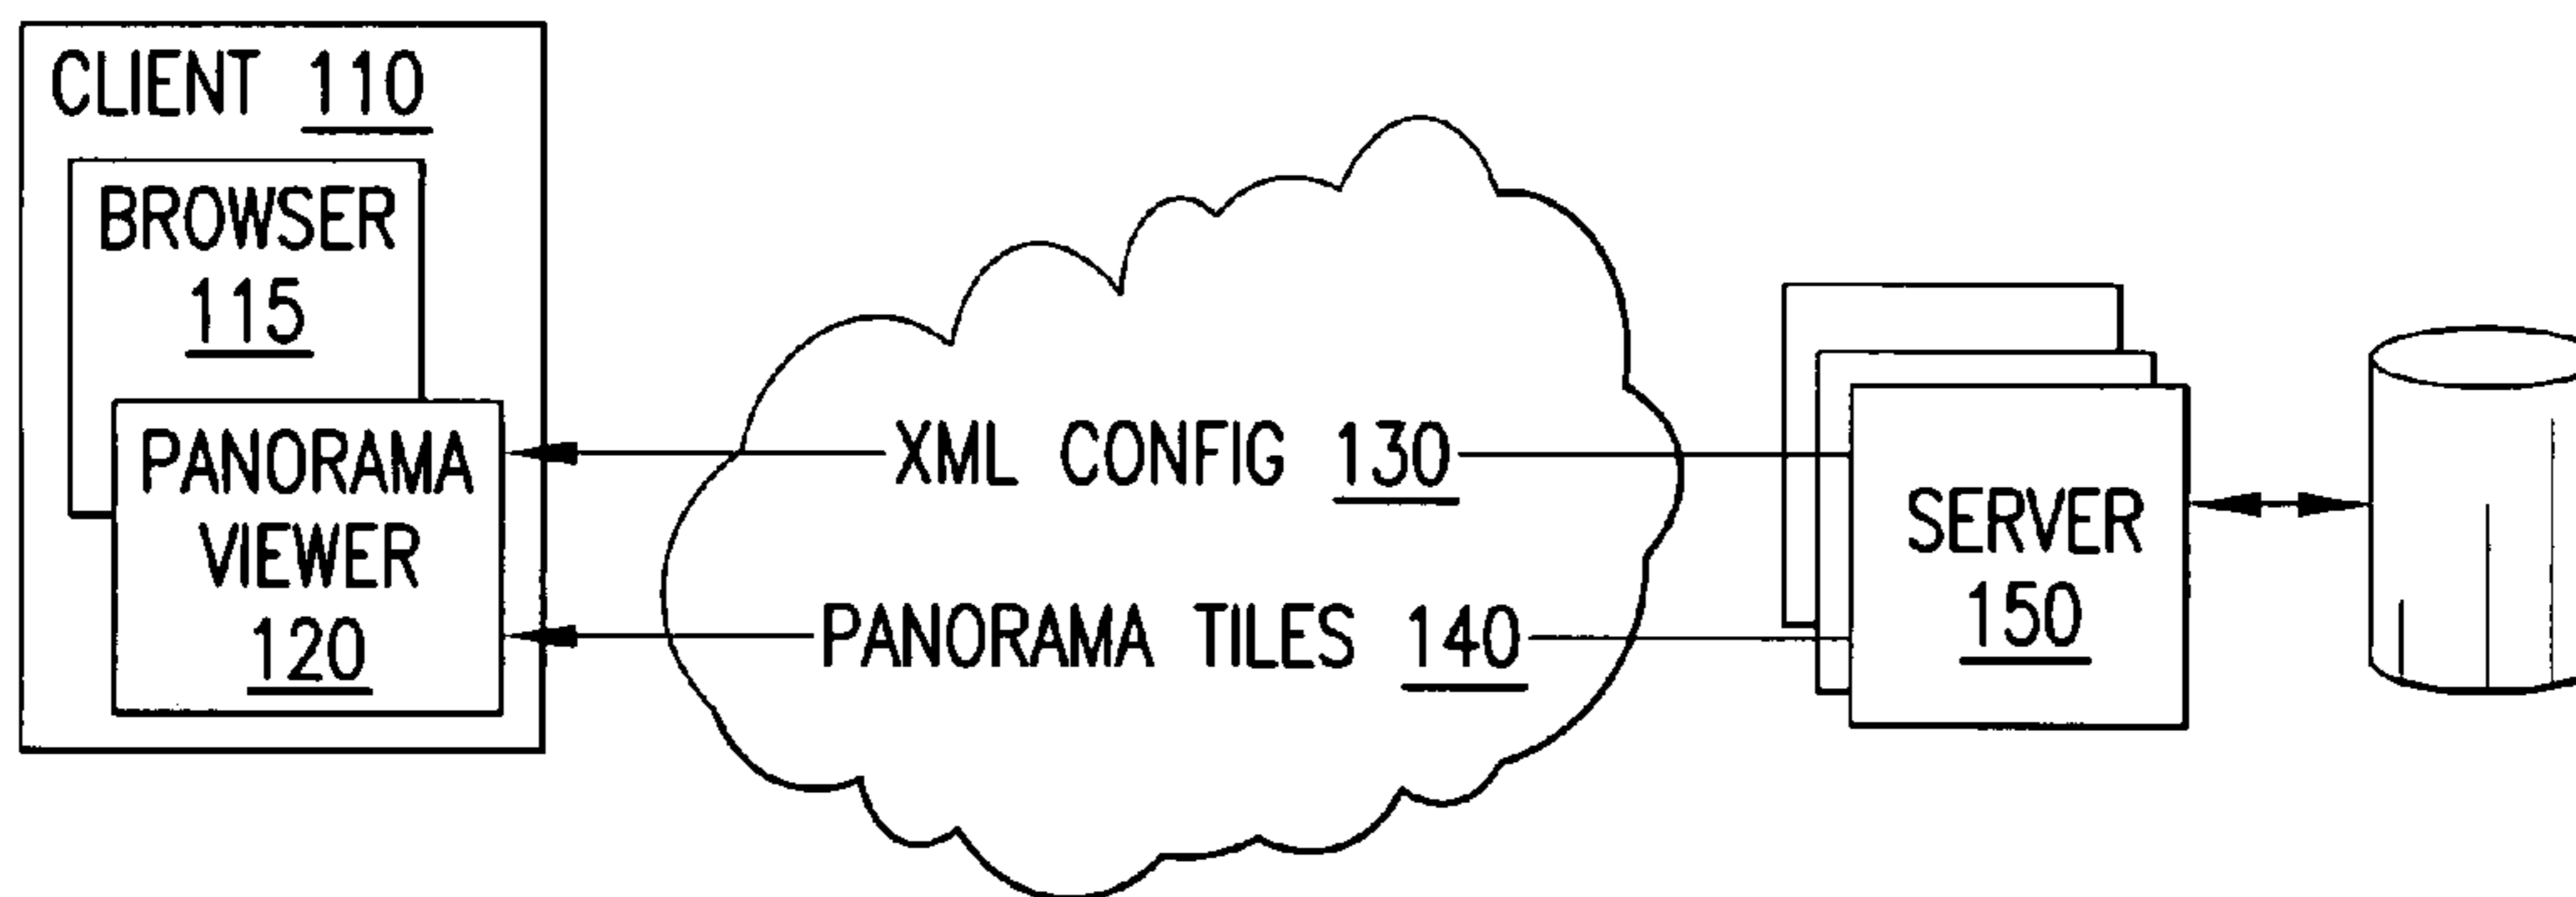 CLIENT 110
BROWSER
115
PANORAMA
VIEWER
120
XML CONFIG 130
PANORAMA TILES 140
SERVER
150